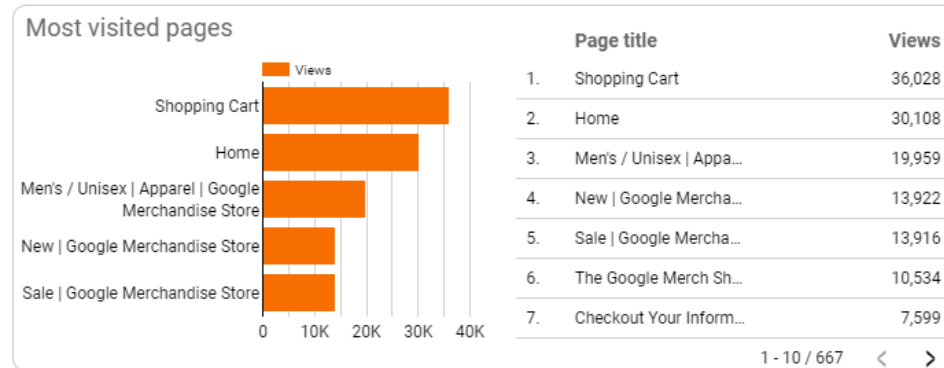 Most visited pages
Views
Shopping Cart
Home
Men's / Unisex | Apparel | Google
Merchandise Store
New | Google Merchandise Store
Sale | Google Merchandise Store
0 10K 20K 30K 40K
Page title Views
1. Shopping Cart 36,028
2. Home 30,108
3. Men's / Unisex | Appa... 19,959
4. New | Google Mercha... 13,922
5. Sale | Google Mercha... 13,916
6. The Google Merch Sh... 10,534
7. Checkout Your Inform... 7,599
1 - 10 / 667 < >